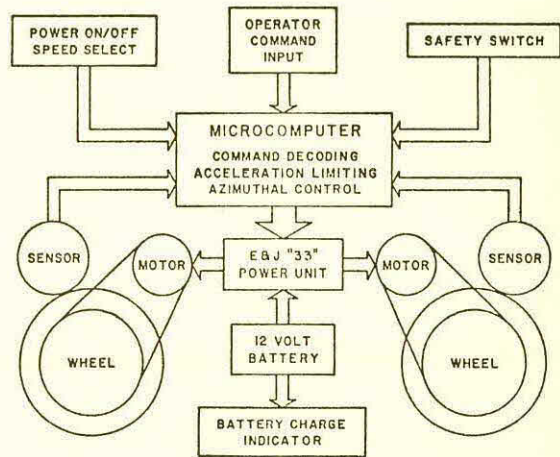 POWER ON/OFF
SPEED SELECT
OPERATOR
COMMAND
INPUT
SAFETY SWITCH
MICROCOMPUTER
COMMAND DECODING
ACCELERATION LIMITING
AZIMUTHAL CONTROL
SENSOR
MOTOR
E&J "33"
POWER UNIT
MOTOR
SENSOR
WHEEL
12 VOLT
BATTERY
WHEEL
BATTERY CHARGE
INDICATOR